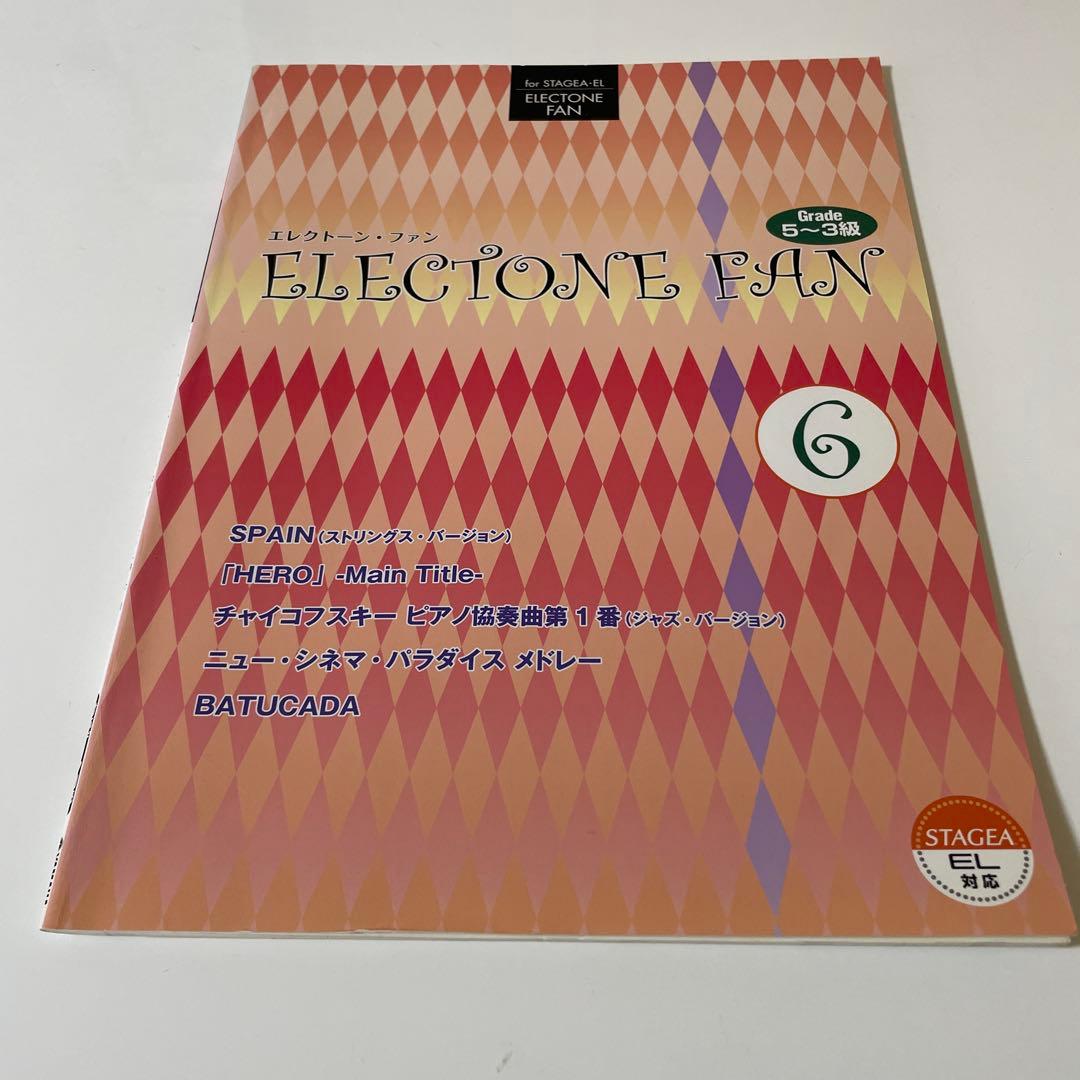 for STAGEA・EL
ELECTONE
FAN
Grade
5〜3級
エレクトーン・ファン
ELECTONE FAN
6
SPAIN(ストリングス・バージョン)
「HERO」-Main Title-
チャイコフスキー ピアノ協奏曲第1番(ジャズ・バージョン)
ニュー・シネマ・パラダイス メドレー
BATUCADA
STAGEA
EL
対応